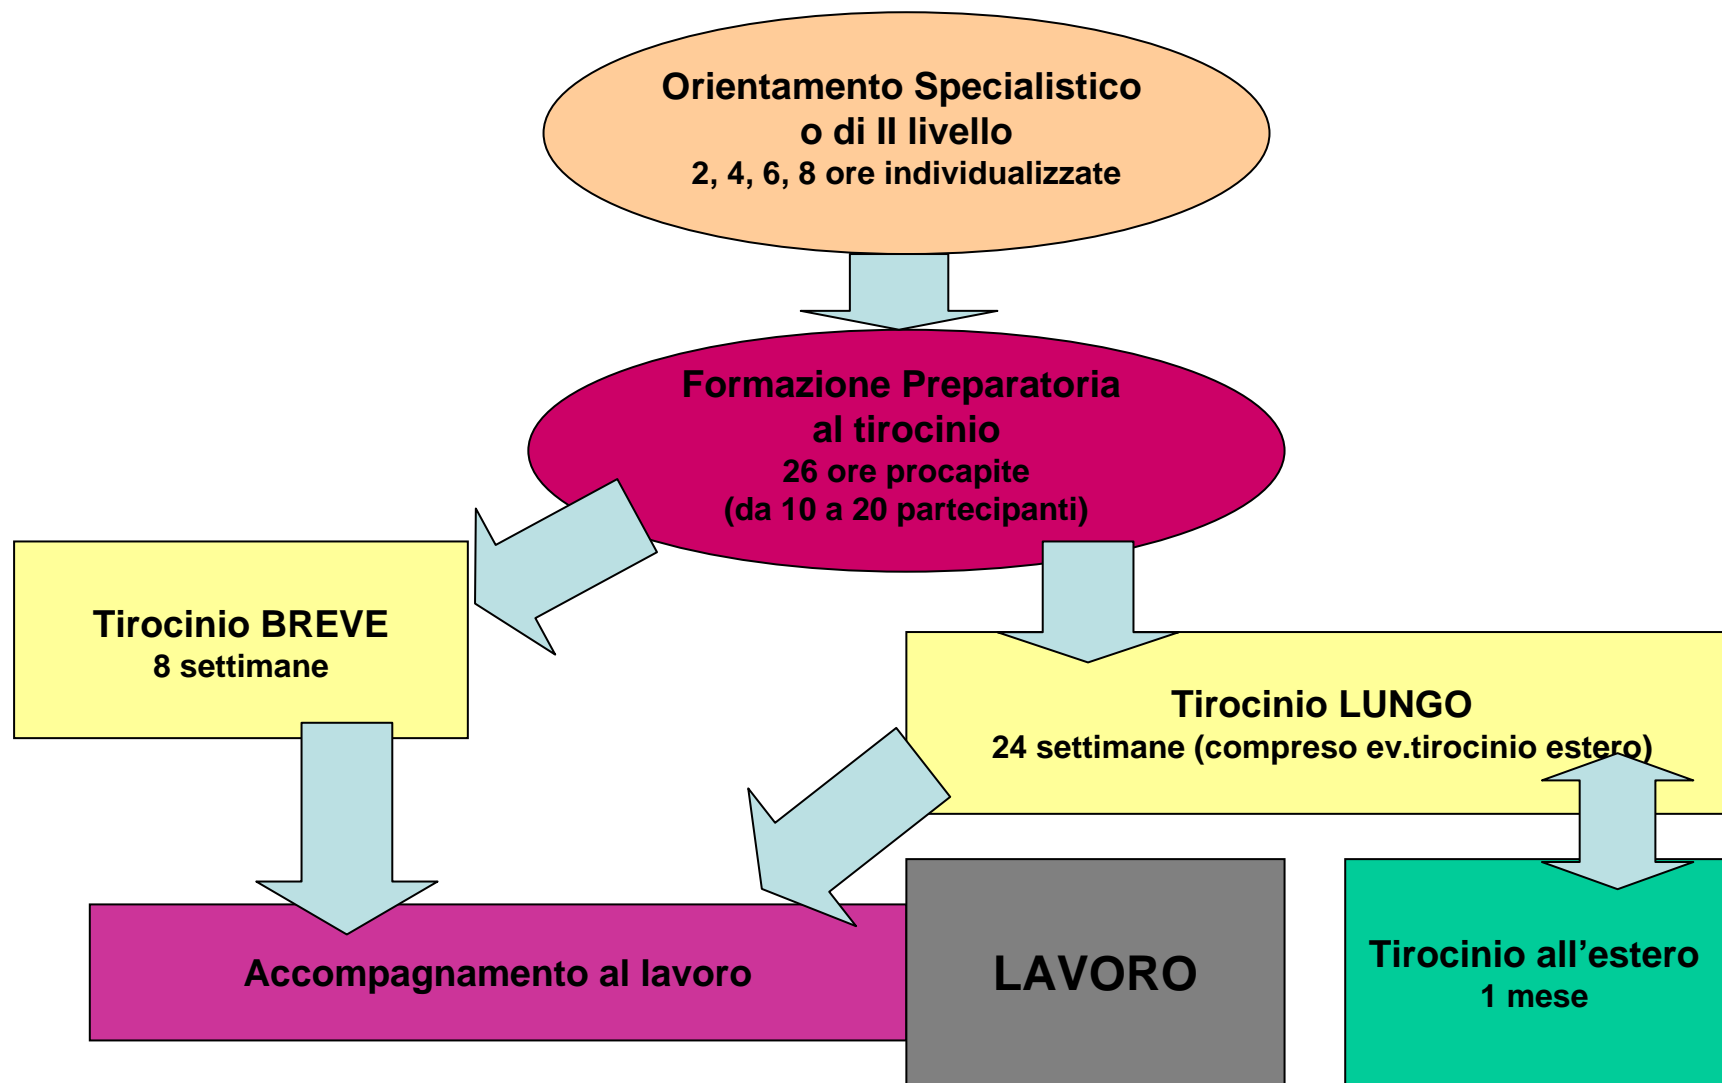 Orientamento Specialistico
o di II livello
2, 4, 6, 8 ore individualizzate
Formazione Preparatoria
al tirocinio
26 ore procapite
(da 10 a 20 partecipanti)
Tirocinio BREVE
8 settimane
Tirocinio LUNGO
24 settimane (compreso ev.tirocinio estero)
Accompagnamento al lavoro
LAVORO
Tirocinio all’estero
1 mese